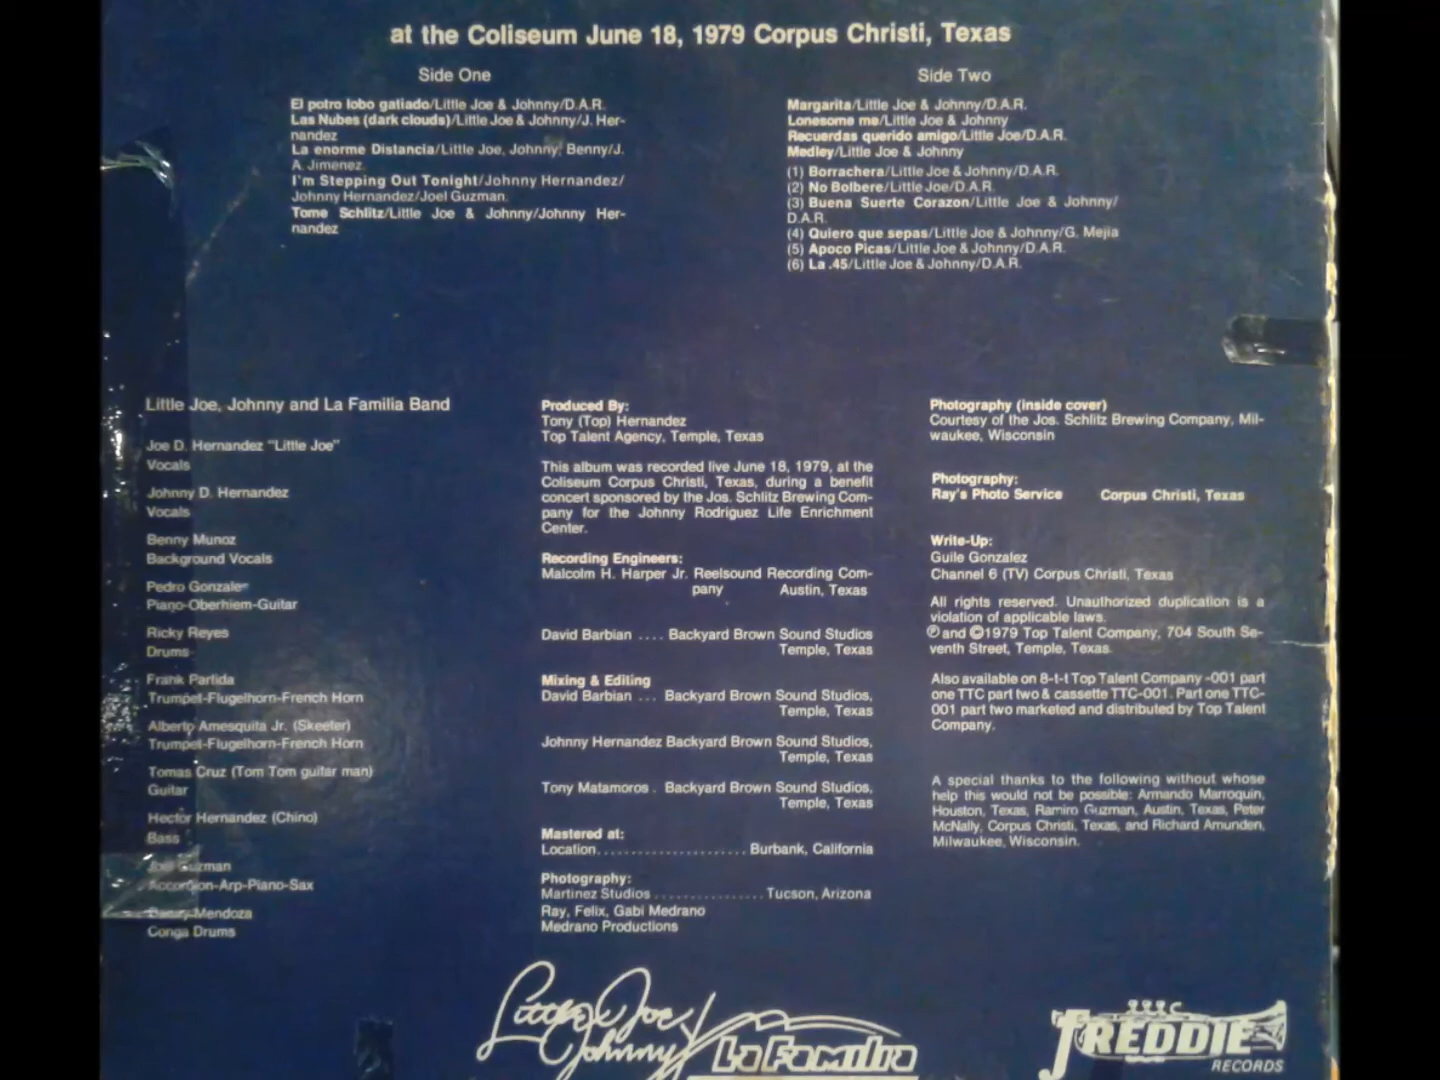 at the Coliseum June 18, 1979 Corpus Christi, Texas
Side One
El potro lobo gatiado/Little Joe & Johnny/D.A.R.
Las Nubes (dark clouds)/Little Joe & Johnny/J. Her-
nandez
La enorme Distancia/Little Joe, Johnny, Benny/J.
A. Jimenez.
I'm Stepping Out Tonight/Johnny Hernandez/
Johnny Hernandez/Joel Guzman.
Tome Schlitz/Little Joe & Johnny/Johnny Her-
nandez
Side Two
Margarita/Little Joe & Johnny/D.A.R.
Lonesome me/Little Joe & Johnny
Recuerdas querido amigo/Little Joe/D.A.R.
Medley/Little Joe & Johnny
(1) Borrachera/Little Joe & Johnny/D.A.R.
(2) No Bolbere/Little Joe/D.A.R.
(3) Buena Suerte Corazon/Little Joe & Johnny/
D.A.R.
(4) Quiero que sepas/Little Joe & Johnny/G. Mejia
(5) Apoco Picas/Little Joe & Johnny/D.A.R.
(6) La .45/Little Joe & Johnny/D.A.R.
Little Joe, Johnny and La Familia Band
Joe D. Hernandez "Little Joe"
Vocals
Johnny D. Hernandez
Vocals
Benny Munoz
Background Vocals
Pedro Gonzales
Piano-Oberhiem-Guitar
Ricky Reyes
Drums
Frank Partida
Trumpet-Flugelhorn-French Horn
Alberto Amesquita Jr. (Skeeter)
Trumpet-Flugelhorn-French Horn
Tomas Cruz (Tom Tom guitar man)
Guitar
Hector Hernandez (Chino)
Bass
Joel Guzman
Accordion-Arp-Piano-Sax
Mendoza
Conga Drums
Produced By:
Tony (Top) Hernandez
Top Talent Agency, Temple, Texas
This album was recorded live June 18, 1979, at the
Coliseum Corpus Christi, Texas, during a benefit
concert sponsored by the Jos. Schlitz Brewing Com-
pany for the Johnny Rodriguez Life Enrichment
Center.
Recording Engineers:
Malcolm H. Harper Jr. Reelsound Recording Com-
pany Austin, Texas
David Barbian .... Backyard Brown Sound Studios
Temple, Texas
Mixing & Editing
David Barbian ... Backyard Brown Sound Studios,
Temple, Texas
Johnny Hernandez Backyard Brown Sound Studios,
Temple, Texas
Tony Matamoros . Backyard Brown Sound Studios,
Temple, Texas
Mastered at:
Location...................... Burbank, California
Photography:
Martinez Studios .............. Tucson, Arizona
Ray, Felix, Gabi Medrano
Medrano Productions
Photography (inside cover)
Courtesy of the Jos. Schlitz Brewing Company, Mil-
waukee, Wisconsin
Photography:
Ray's Photo Service Corpus Christi, Texas
Write-Up:
Guile Gonzalez
Channel 6 (TV) Corpus Christi, Texas
All rights reserved. Unauthorized duplication is a
violation of applicable laws.
℗ and ©1979 Top Talent Company, 704 South Se-
venth Street, Temple, Texas.
Also available on 8-t-t Top Talent Company -001 part
one TTC part two & cassette TTC-001. Part one TTC-
001 part two marketed and distributed by Top Talent
Company.
A special thanks to the following without whose
help this would not be possible: Armando Marroquin,
Houston, Texas, Ramiro Guzman, Austin, Texas, Peter
McNally, Corpus Christi, Texas, and Richard Amunden,
Milwaukee, Wisconsin.
Little Joe
Johnny
La Familia
FREDDIE
RECORDS